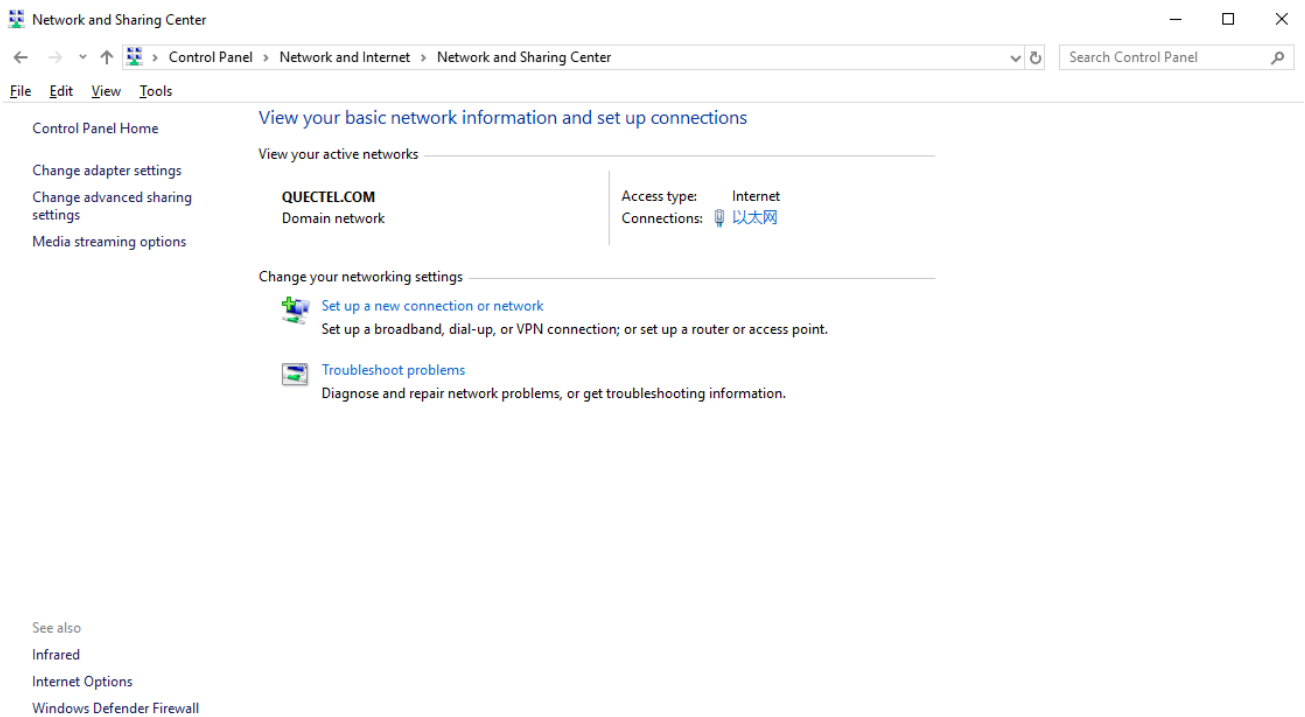 Network and Sharing Center
Control Panel > Network and Internet > Network and Sharing Center
Search Control Panel
File Edit View Tools
Control Panel Home
Change adapter settings
Change advanced sharing
settings
Media streaming options
View your basic network information and set up connections
View your active networks
QUECTEL.COM
Domain network
Access type: Internet
Connections: 以太网
Change your networking settings
Set up a new connection or network
Set up a broadband, dial-up, or VPN connection; or set up a router or access point.
Troubleshoot problems
Diagnose and repair network problems, or get troubleshooting information.
See also
Infrared
Internet Options
Windows Defender Firewall